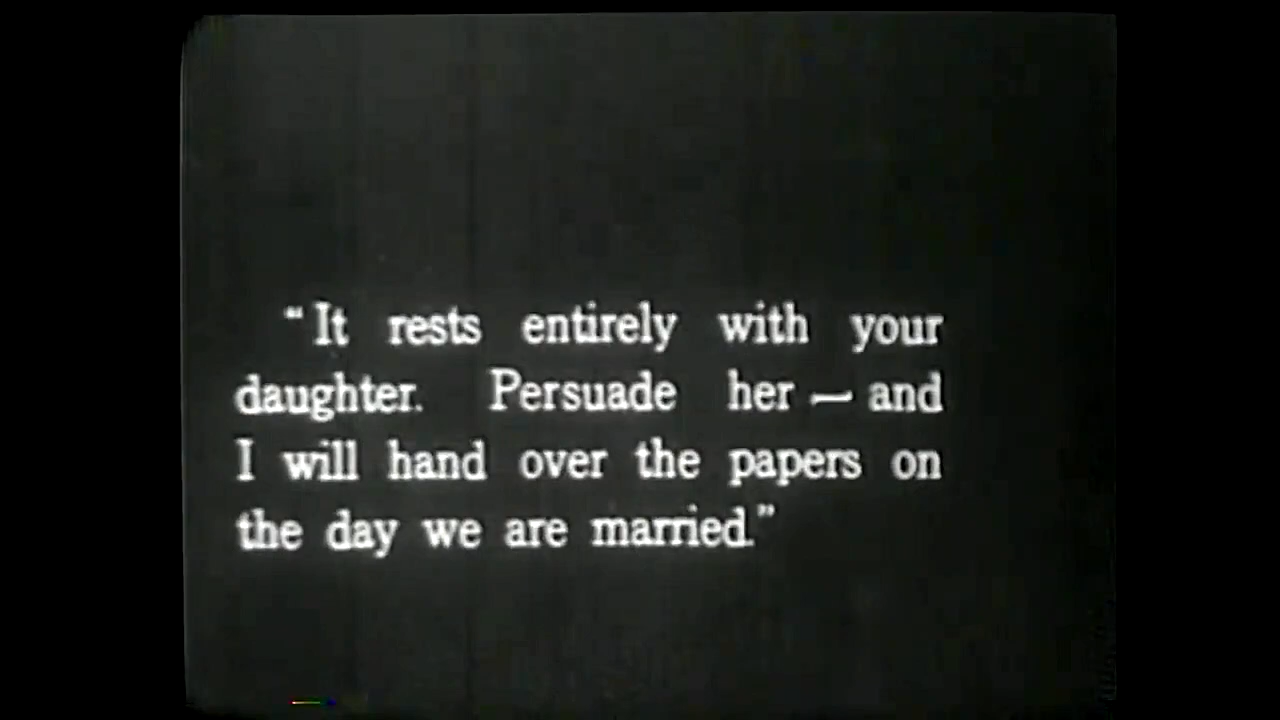 “It rests entirely with your
daughter. Persuade her — and
I will hand over the papers on
the day we are married.”